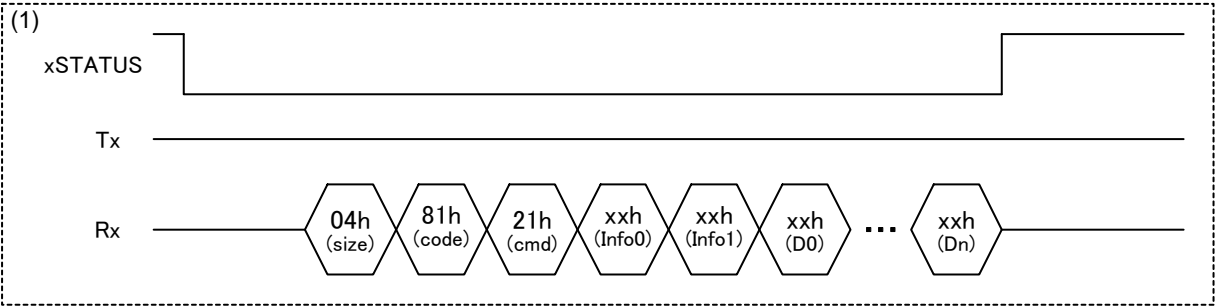 (1)
xSTATUS
Tx
Rx
04h
(size)
81h
(code)
21h
(cmd)
xxh
(Info0)
xxh
(Info1)
xxh
(D0)
...
xxh
(Dn)